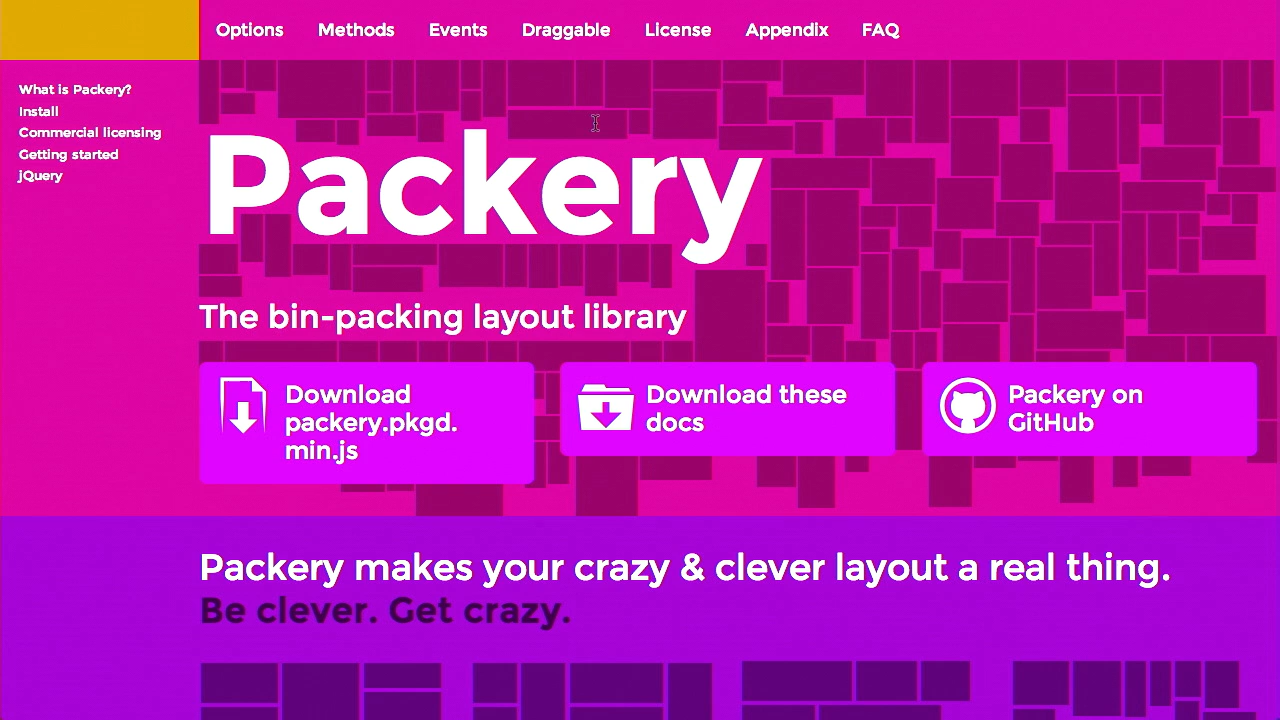 Options Methods Events Draggable License Appendix FAQ
What is Packery?
Install
Commercial licensing
Getting started
jQuery
Packery
The bin-packing layout library
Download
packery.pkgd.
min.js
Download these
docs
Packery on
GitHub
Packery makes your crazy & clever layout a real thing.
Be clever. Get crazy.